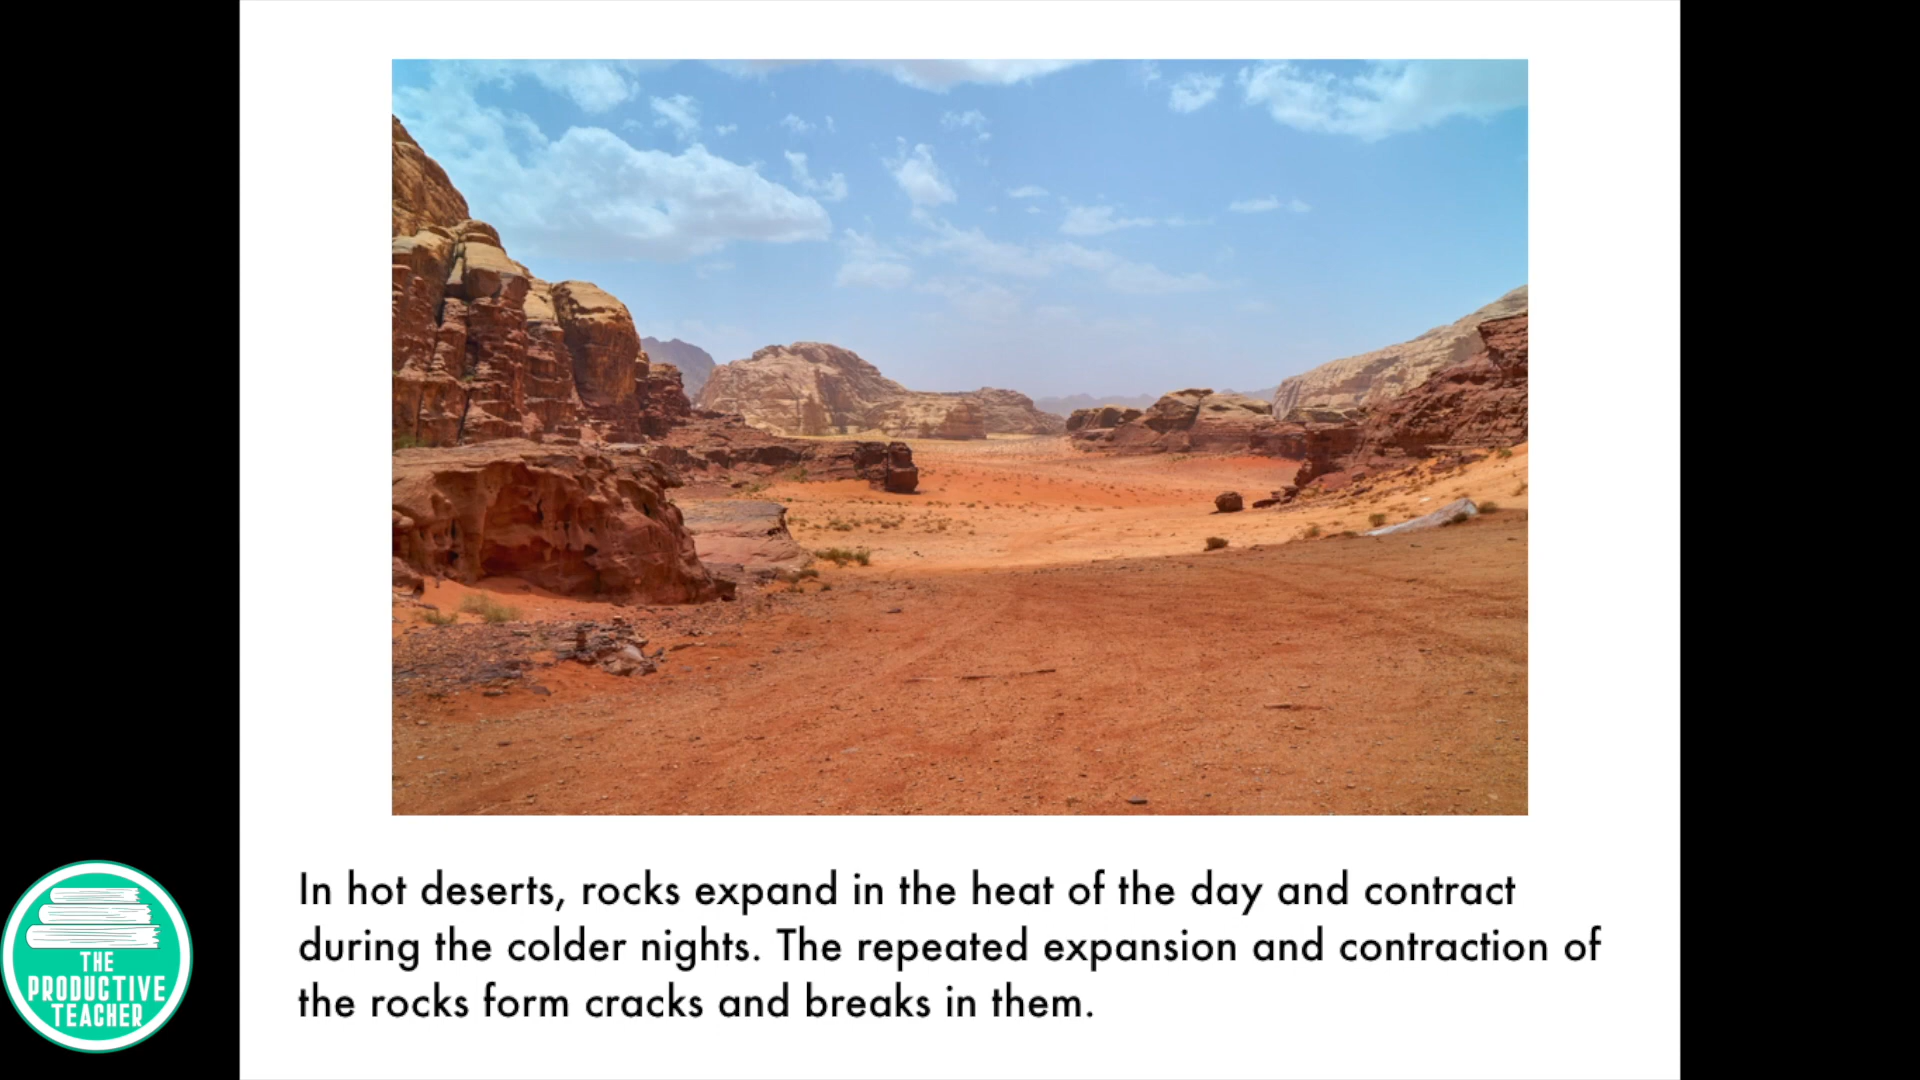 In hot deserts, rocks expand in the heat of the day and contract
during the colder nights. The repeated expansion and contraction of
the rocks form cracks and breaks in them.
THE
PRODUCTIVE
TEACHER